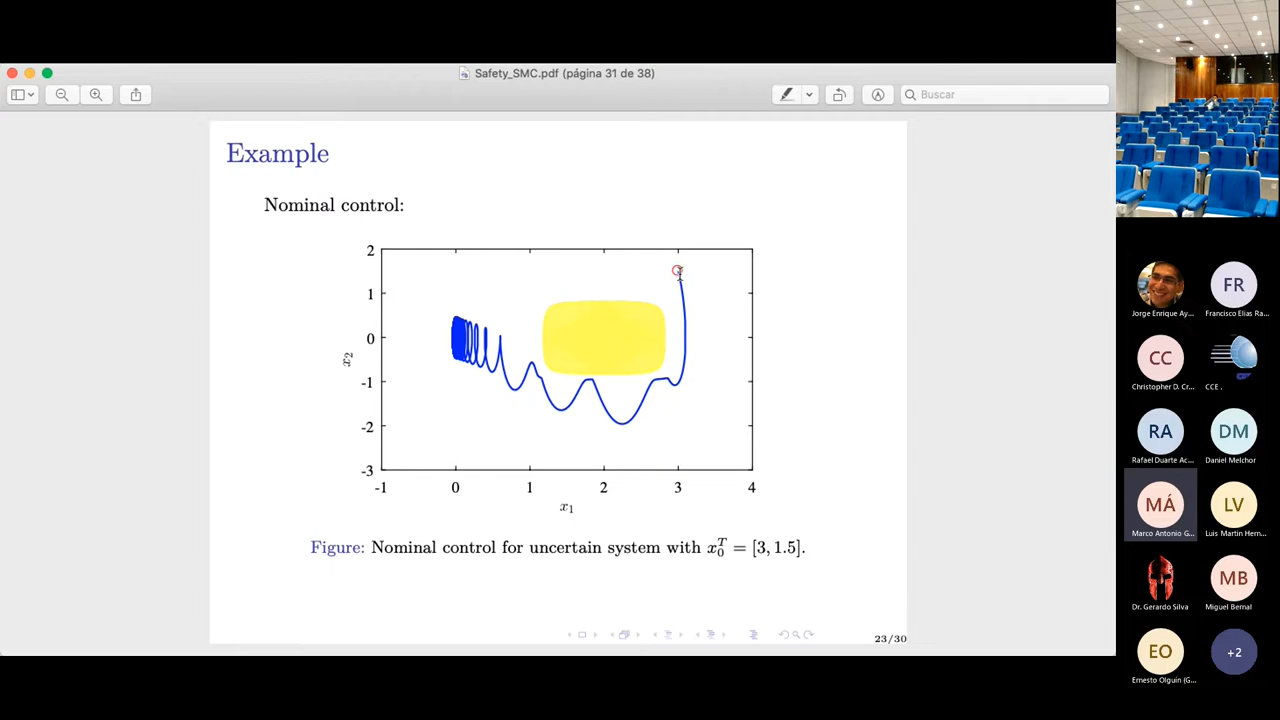 Safety_SMC.pdf (página 31 de 38)
Buscar
Example
Nominal control:
2
1
0
-1
-2
-3
x2
-1 0 1 2 3 4
x1
Figure: Nominal control for uncertain system with x_0^T = [3, 1.5].
23/30
Jorge Enrique Ay...
FR
Francisco Elias Ra...
CC
Christopher D. Cr...
CCE .
RA
Rafael Duarte Ac...
DM
Daniel Melchor
MÁ
Marco Antonio G...
LV
Luis Martin Hern...
Dr. Gerardo Silva
MB
Miguel Bernal
EO
Ernesto Olguín (G...
+2